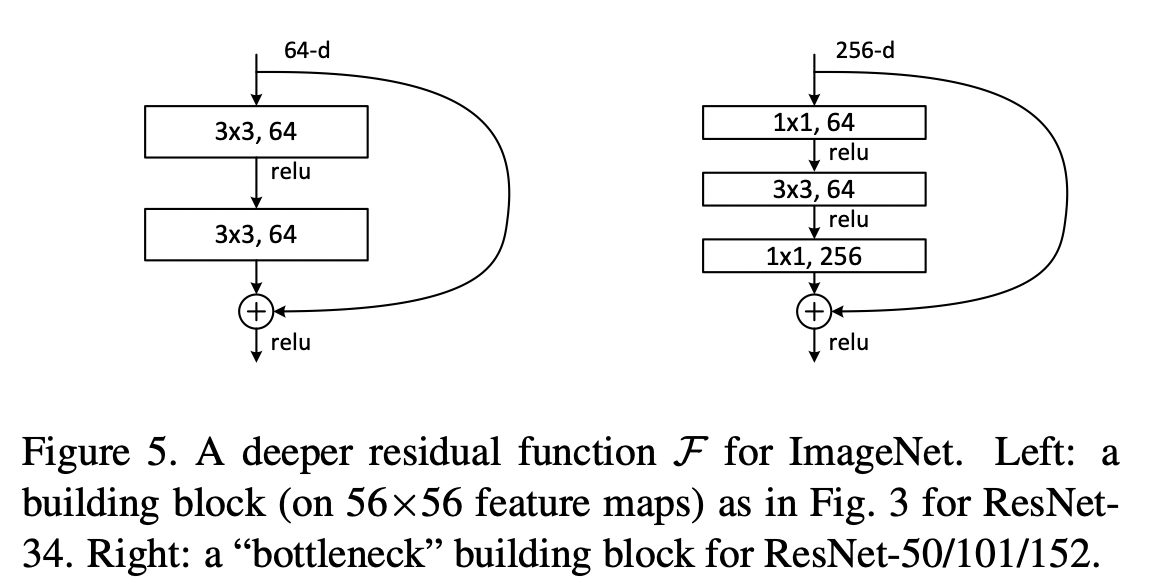 64-d
3x3, 64
relu
3x3, 64
+
relu
256-d
1x1, 64
relu
3x3, 64
relu
1x1, 256
+
relu
Figure 5. A deeper residual function ℱ for ImageNet. Left: a
building block (on 56×56 feature maps) as in Fig. 3 for ResNet-
34. Right: a “bottleneck” building block for ResNet-50/101/152.